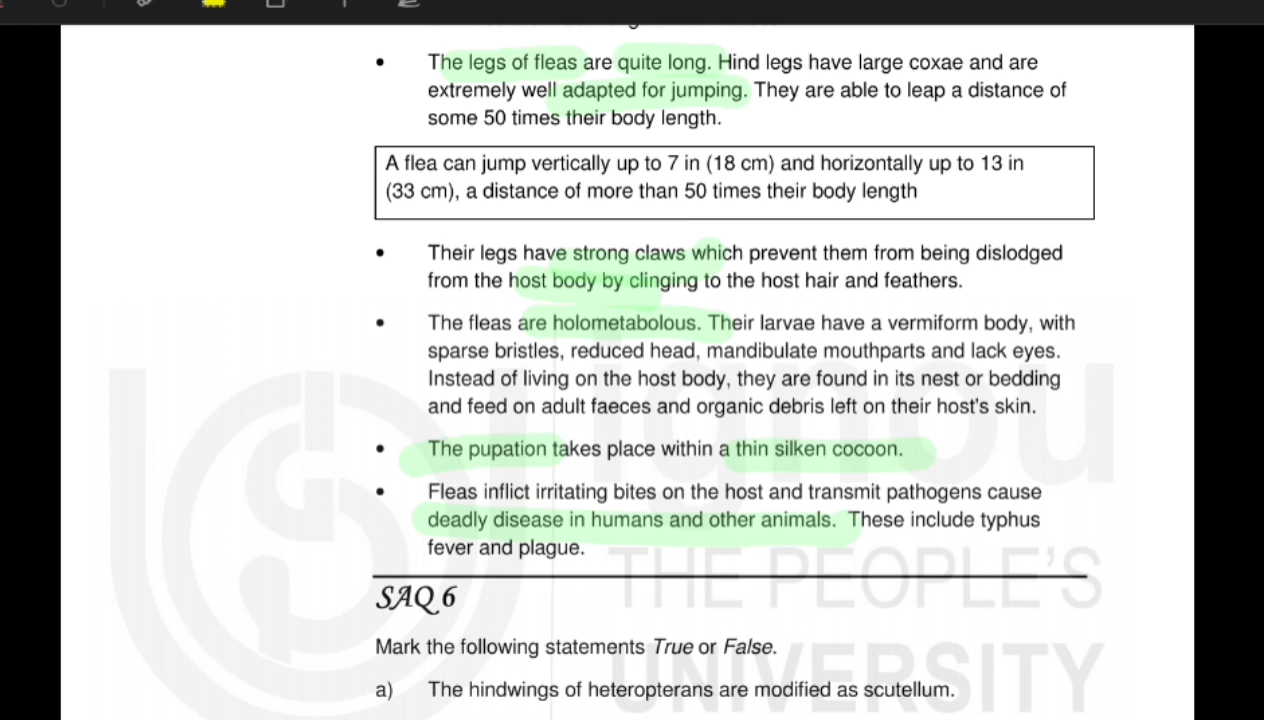 • The legs of fleas are quite long. Hind legs have large coxae and are
extremely well adapted for jumping. They are able to leap a distance of
some 50 times their body length.
A flea can jump vertically up to 7 in (18 cm) and horizontally up to 13 in
(33 cm), a distance of more than 50 times their body length
• Their legs have strong claws which prevent them from being dislodged
from the host body by clinging to the host hair and feathers.
• The fleas are holometabolous. Their larvae have a vermiform body, with
sparse bristles, reduced head, mandibulate mouthparts and lack eyes.
Instead of living on the host body, they are found in its nest or bedding
and feed on adult faeces and organic debris left on their host's skin.
• The pupation takes place within a thin silken cocoon.
• Fleas inflict irritating bites on the host and transmit pathogens cause
deadly disease in humans and other animals. These include typhus
fever and plague.
ignou
THE PEOPLE'S
UNIVERSITY
SAQ 6
Mark the following statements True or False.
a) The hindwings of heteropterans are modified as scutellum.